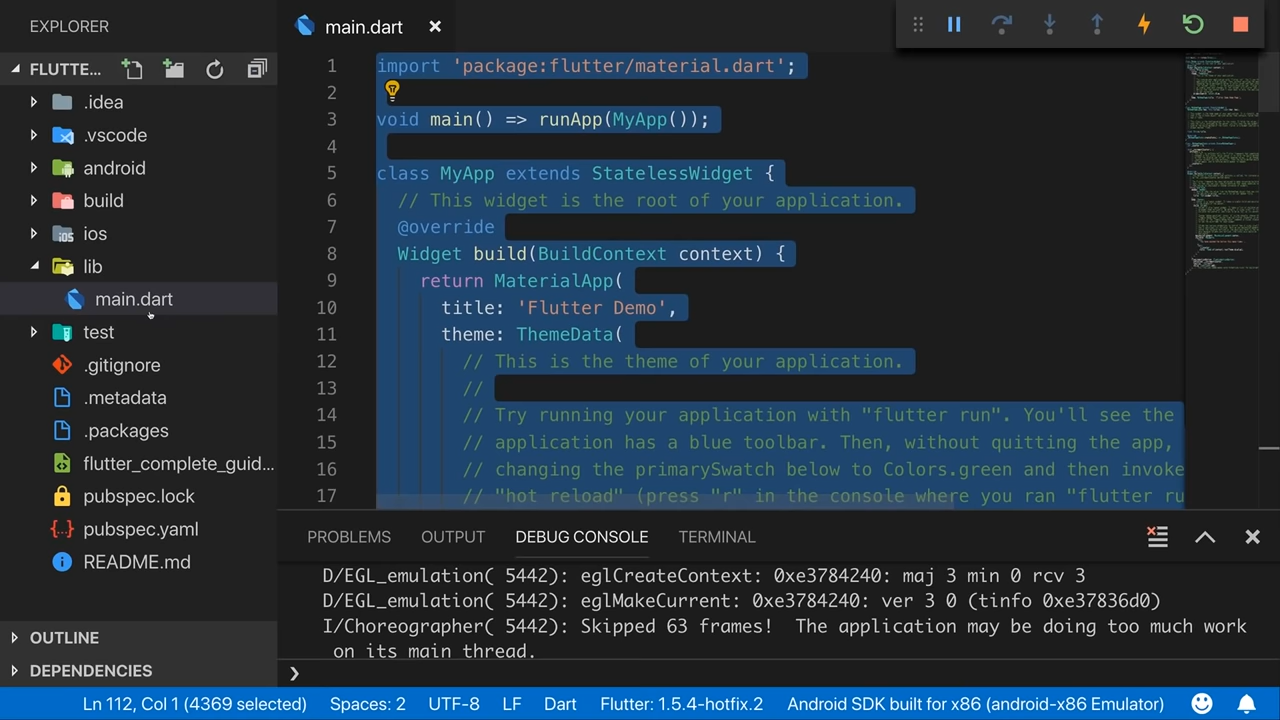 EXPLORER
FLUTTE...
.idea
.vscode
android
build
ios
lib
main.dart
test
.gitignore
.metadata
.packages
flutter_complete_guid...
pubspec.lock
pubspec.yaml
README.md
OUTLINE
DEPENDENCIES
main.dart
1 import 'package:flutter/material.dart';
2
3 void main() => runApp(MyApp());
4
5 class MyApp extends StatelessWidget {
6 // This widget is the root of your application.
7 @override
8 Widget build(BuildContext context) {
9 return MaterialApp(
10 title: 'Flutter Demo',
11 theme: ThemeData(
12 // This is the theme of your application.
13 //
14 // Try running your application with "flutter run". You'll see the
15 // application has a blue toolbar. Then, without quitting the app,
16 // changing the primarySwatch below to Colors.green and then invoke
17 // "hot reload" (press "r" in the console where you ran "flutter ru
PROBLEMS OUTPUT DEBUG CONSOLE TERMINAL
D/EGL_emulation( 5442): eglCreateContext: 0xe3784240: maj 3 min 0 rcv 3
D/EGL_emulation( 5442): eglMakeCurrent: 0xe3784240: ver 3 0 (tinfo 0xe37836d0)
I/Choreographer( 5442): Skipped 63 frames!  The application may be doing too much work
on its main thread.
Ln 112, Col 1 (4369 selected) Spaces: 2 UTF-8 LF Dart Flutter: 1.5.4-hotfix.2 Android SDK built for x86 (android-x86 Emulator)